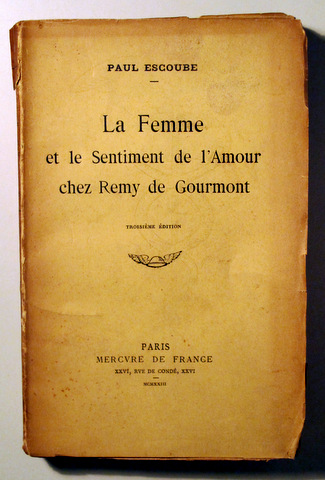 PAUL ESCOUBE
La Femme
et le Sentiment de l'Amour
chez Remy de Gourmont
TROISIÈME ÉDITION
PARIS
MERCVRE DE FRANCE
XXVI, RVE DE CONDÉ, XXVI
MCMXXIII